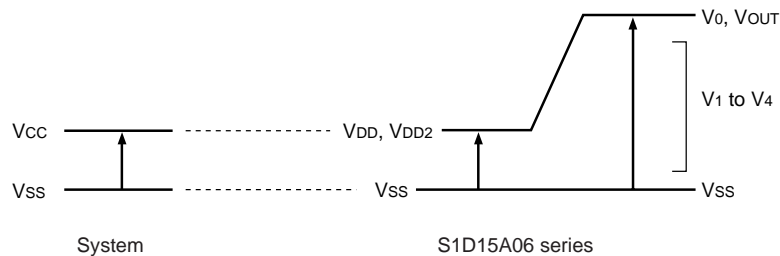 V0, VOUT
V1 to V4
VCC
VDD, VDD2
VSS
VSS
VSS
System
S1D15A06 series